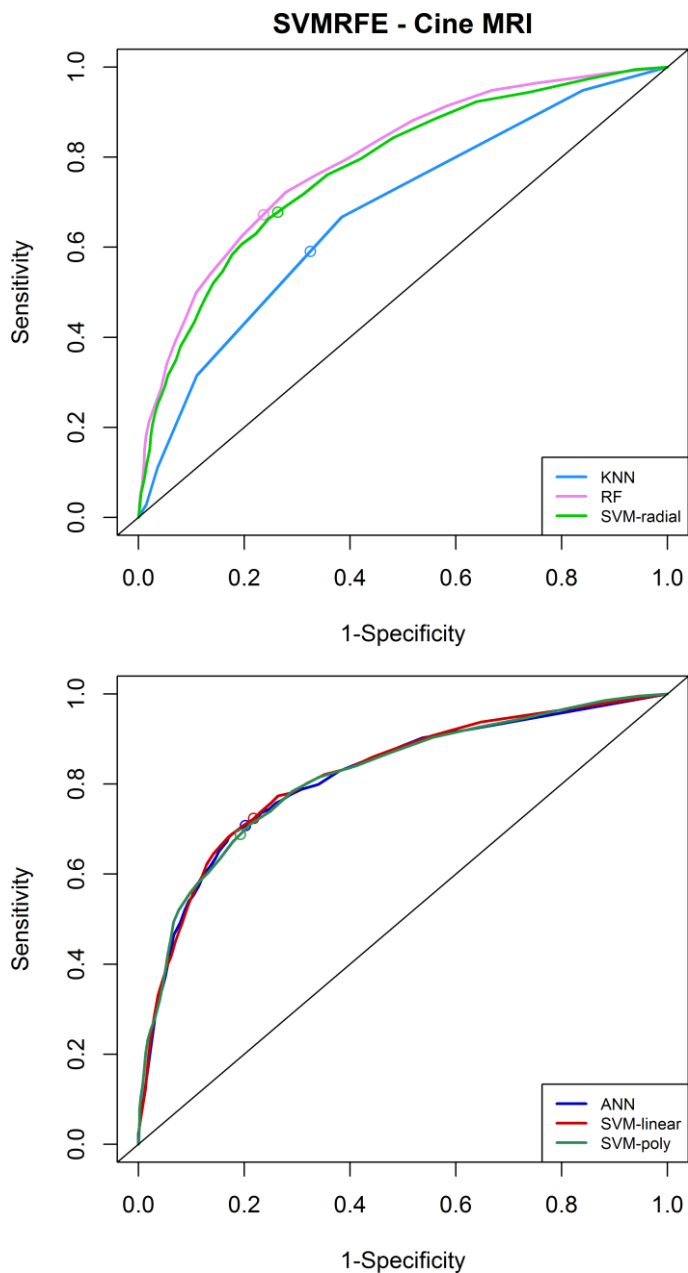 SVMRFE - Cine MRI
1.0
0.8
0.6
0.4
0.2
0.0
Sensitivity
KNN
RF
SVM-radial
0.0 0.2 0.4 0.6 0.8 1.0
1-Specificity
1.0
0.8
0.6
0.4
0.2
0.0
Sensitivity
ANN
SVM-linear
SVM-poly
0.0 0.2 0.4 0.6 0.8 1.0
1-Specificity